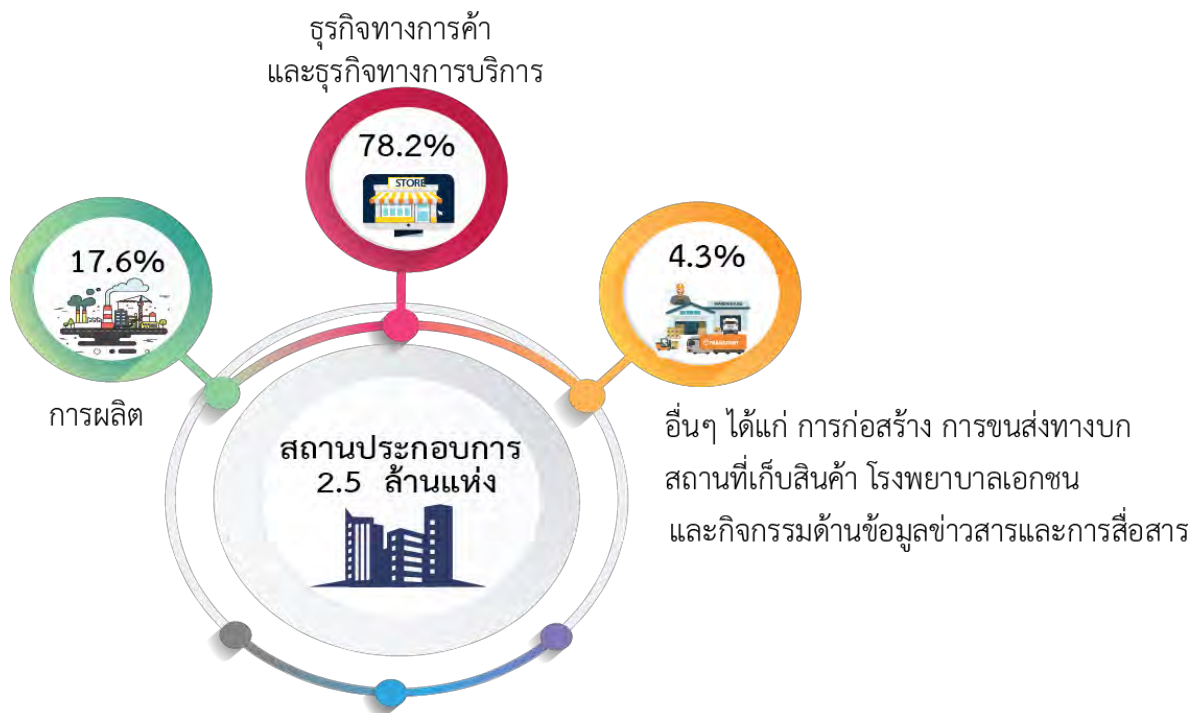 ธุรกิจทางการค้า
และธุรกิจทางการบริการ
78.2%
STORE
17.6%
4.3%
การผลิต
สถานประกอบการ
2.5 ล้านแห่ง
อื่นๆ ได้แก่ การก่อสร้าง การขนส่งทางบก
สถานที่เก็บสินค้า โรงพยาบาลเอกชน
และกิจกรรมด้านข้อมูลข่าวสารและการสื่อสาร